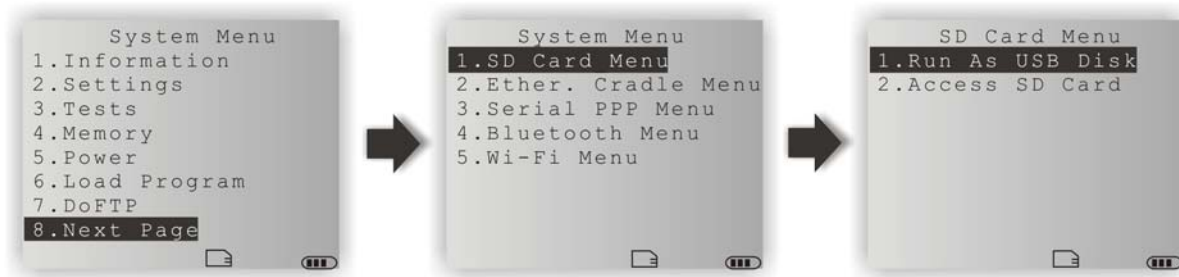 System Menu
1.Information
2.Settings
3.Tests
4.Memory
5.Power
6.Load Program
7.DoFTP
8.Next Page
System Menu
1.SD Card Menu
2.Ether. Cradle Menu
3.Serial PPP Menu
4.Bluetooth Menu
5.Wi-Fi Menu
SD Card Menu
1.Run As USB Disk
2.Access SD Card